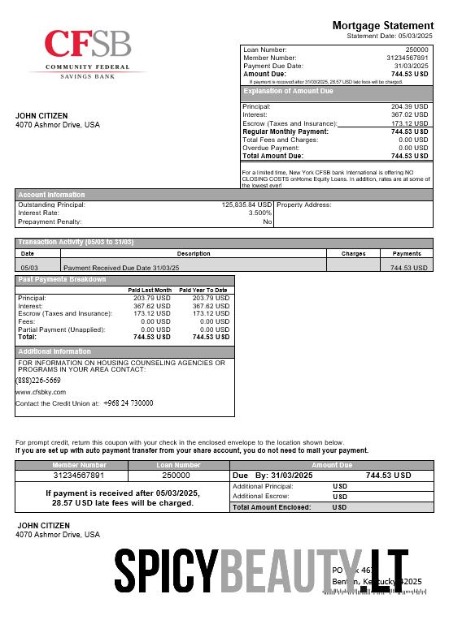 CFSB
COMMUNITY FEDERAL
SAVINGS BANK
Mortgage Statement
Statement Date: 05/03/2025
Loan Number: 250000
Member Number: 31234567891
Payment Due Date: 31/03/2025
Amount Due: 744.53 USD
If payment is received after 31/03/2025, 28.57 USD late fees will be charged.
JOHN CITIZEN
4070 Ashmor Drive, USA
Explanation of Amount Due
Principal: 204.39 USD
Interest: 367.02 USD
Escrow (Taxes and Insurance): 173.12 USD
Regular Monthly Payment: 744.53 USD
Total Fees and Charges: 0.00 USD
Overdue Payment: 0.00 USD
Total Amount Due: 744.53 USD
For a limited time, New York CFSB bank International is offering NO
CLOSING COSTS onHome Equity Loans. In addition, rates are at some of
the lowest ever!
Account Information
Outstanding Principal: 125,635.84 USD Property Address:
Interest Rate: 3.500%
Prepayment Penalty: No
Transaction Activity (05/03 to 31/03)
Date Description Charges Payments
05/03 Payment Received Due Date 31/03/25 744.53 USD
Past Payments Breakdown
Paid Last Month Paid Year To Date
Principal: 203.79 USD 203.79 USD
Interest: 367.62 USD 367.62 USD
Escrow (Taxes and Insurance): 173.12 USD 173.12 USD
Fees: 0.00 USD 0.00 USD
Partial Payment (Unapplied): 0.00 USD 0.00 USD
Total: 744.53 USD 744.53 USD
Additional Information
FOR INFORMATION ON HOUSING COUNSELING AGENCIES OR
PROGRAMS IN YOUR AREA CONTACT:
(888)226-5669
www.cfsbky.com
Contact the Credit Union at: +968 24 730000
For prompt credit, return this coupon with your check in the enclosed envelope to the location shown below.
If you are set up with auto payment transfer from your share account, you do not need to mail your payment.
Member Number Loan Number Amount Due
31234567891 250000 Due By: 31/03/2025 744.53 USD
If payment is received after 05/03/2025,
28.57 USD late fees will be charged.
Additional Principal: USD
Additional Escrow: USD
Total Amount Enclosed: USD
JOHN CITIZEN
4070 Ashmor Drive, USA
SPICYBEAUTY.LT
PO
Kentucky 42025